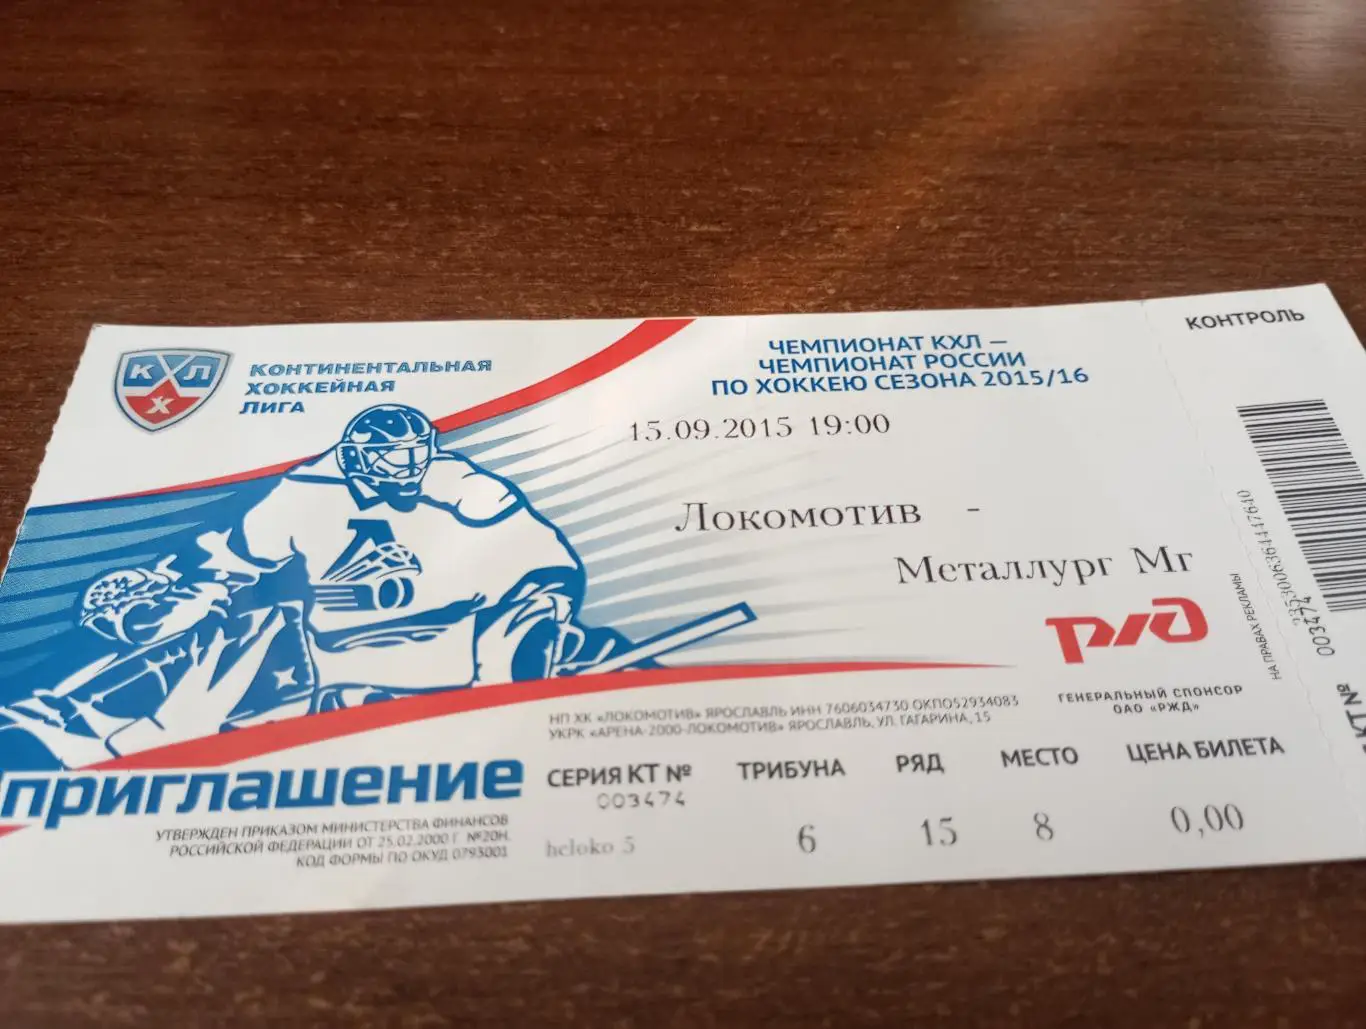 КХЛ
КОНТИНЕНТАЛЬНАЯ
ХОККЕЙНАЯ
ЛИГА
ЧЕМПИОНАТ КХЛ –
ЧЕМПИОНАТ РОССИИ
ПО ХОККЕЮ СЕЗОНА 2015/16
15.09.2015 19:00
Локомотив -
Металлург Мг
РЖД
ГЕНЕРАЛЬНЫЙ СПОНСОР
ОАО «РЖД»
НП ХК «ЛОКОМОТИВ» ЯРОСЛАВЛЬ ИНН 7606034730 ОКПО52934083
УКРК «АРЕНА-2000-ЛОКОМОТИВ» ЯРОСЛАВЛЬ, УЛ. ГАГАРИНА, 15
приглашение
УТВЕРЖДЕН ПРИКАЗОМ МИНИСТЕРСТВА ФИНАНСОВ
РОССИЙСКОЙ ФЕДЕРАЦИИ ОТ 25.02.2000 Г №20Н.
КОД ФОРМЫ ПО ОКУД 0793001
СЕРИЯ КТ № ТРИБУНА РЯД МЕСТО ЦЕНА БИЛЕТА
003474
hcloko 5 6 15 8 0,00
НА ПРАВАХ РЕКЛАМЫ
КОНТРОЛЬ
КТ №
003474